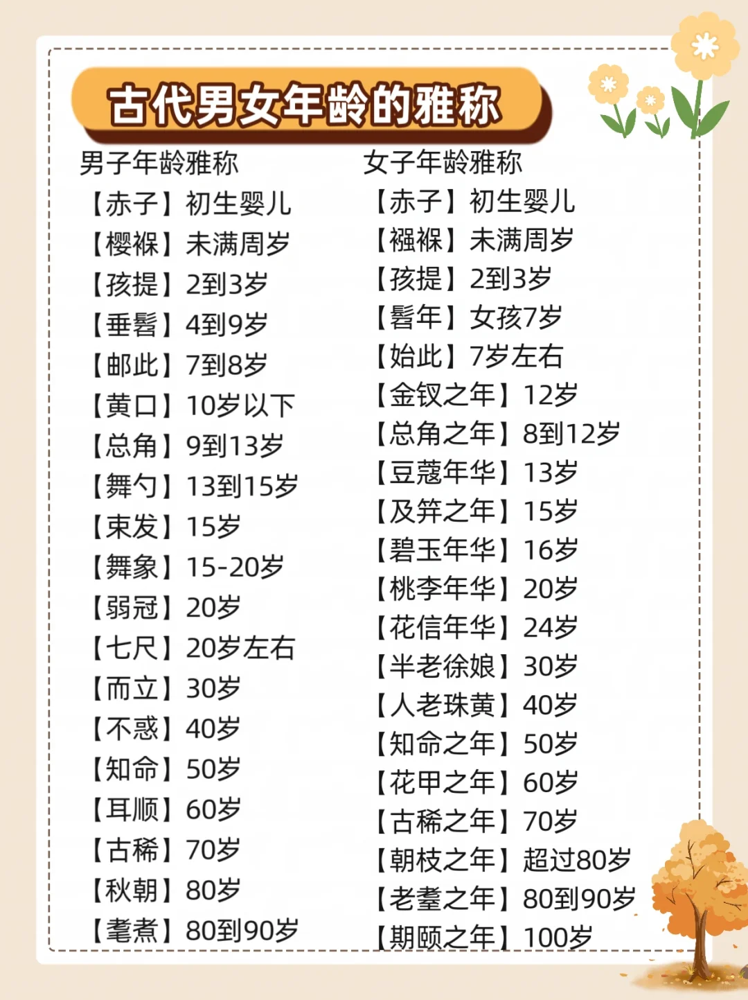 古代男女年龄的雅称
男子年龄雅称
【赤子】初生婴儿
【樱褓】未满周岁
【孩提】2到3岁
【垂髫】4到9岁
【邮此】7到8岁
【黄口】10岁以下
【总角】9到13岁
【舞勺】13到15岁
【束发】15岁
【舞象】15-20岁
【弱冠】20岁
【七尺】20岁左右
【而立】30岁
【不惑】40岁
【知命】50岁
【耳顺】60岁
【古稀】70岁
【秋朝】80岁
【耄煮】80到90岁
女子年龄雅称
【赤子】初生婴儿
【襁褓】未满周岁
【孩提】2到3岁
【髫年】女孩7岁
【始此】7岁左右
【金钗之年】12岁
【总角之年】8到12岁
【豆蔻年华】13岁
【及笄之年】15岁
【碧玉年华】16岁
【桃李年华】20岁
【花信年华】24岁
【半老徐娘】30岁
【人老珠黄】40岁
【知命之年】50岁
【花甲之年】60岁
【古稀之年】70岁
【朝枝之年】超过80岁
【老耋之年】80到90岁
【期颐之年】100岁